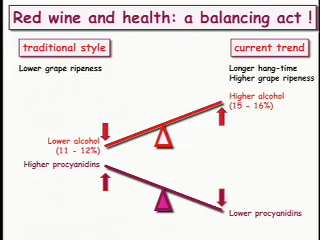 Red wine and health: a balancing act !
traditional style
current trend
Lower grape ripeness
Longer hang-time
Higher grape ripeness
Higher alcohol
(15 - 16%)
Lower alcohol
(11 - 12%)
Higher procyanidins
Lower procyanidins